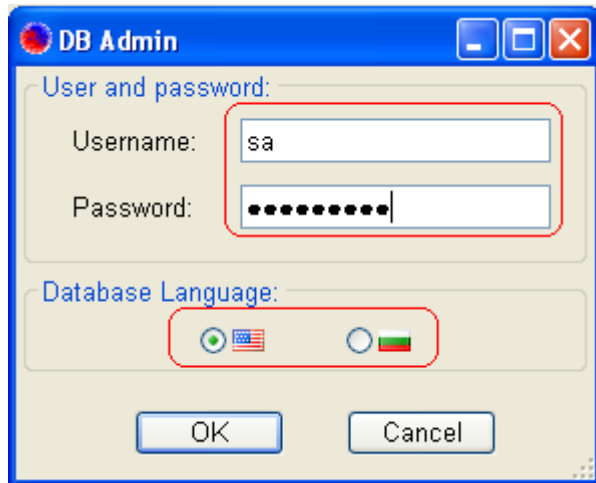 DB Admin
User and password:
Username: sa
Password: ●●●●●●●●●
Database Language:
OK Cancel